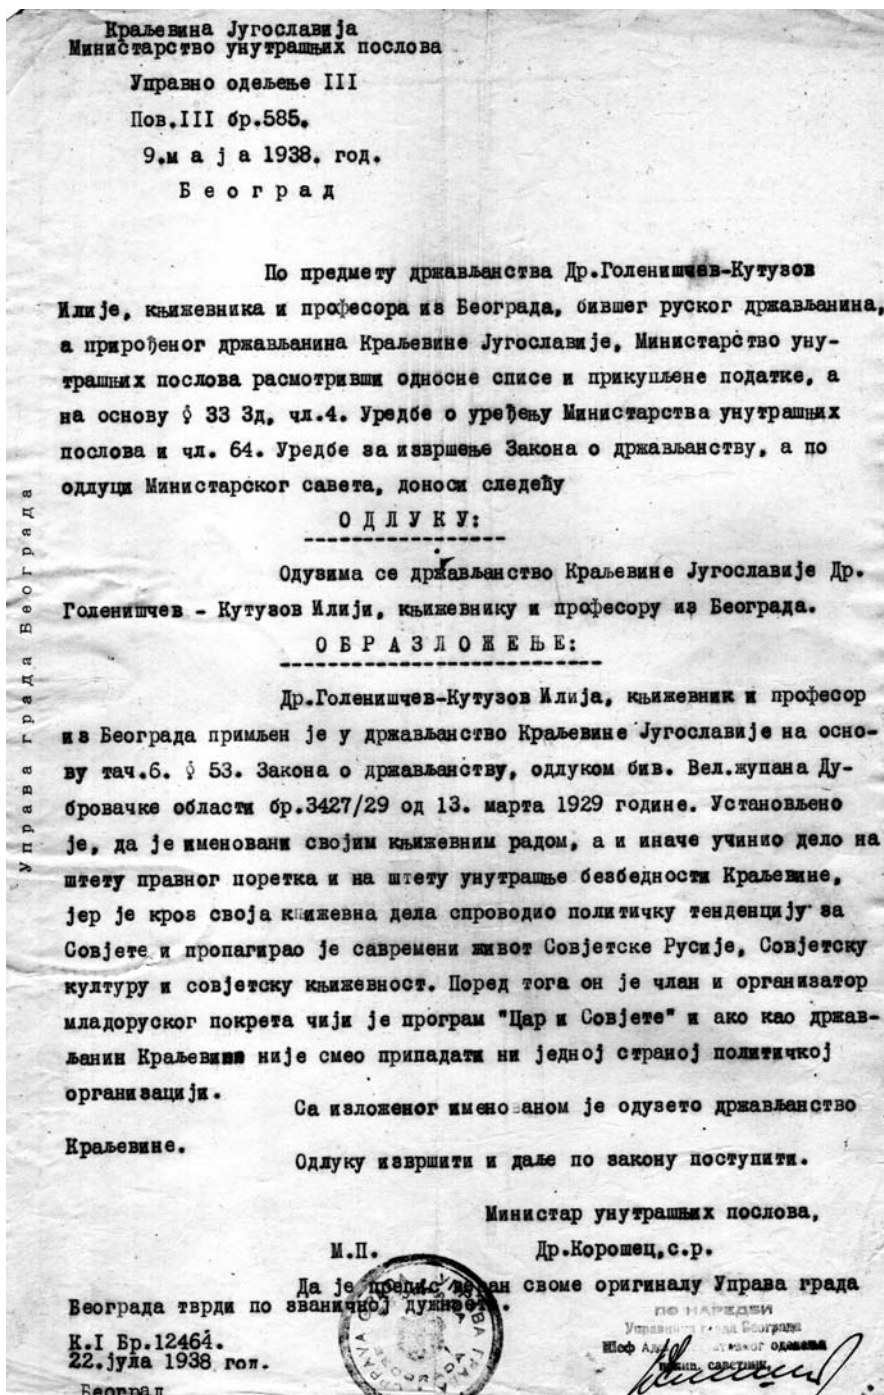 Краљевина Југославија
Министарство унутрашњих послова
Управно одељење III
Пов.III бр.585.
9.м а ј а 1938. год.
Б е о г р а д
По предмету држављанства Др.Голенишчев-Кутузов
Илије, књижевника и професора из Београда, бившег руског држављанина,
а прирођеног држављанина Краљевине Југославије, Министарство уну-
трашњих послова расмотривши односне списе и прикупљене податке, а
на основу § 33 Зд, чл.4. Уредбе о уређењу Министарства унутрашњих
послова и чл. 64. Уредбе за извршење Закона о држављанству, а по
одлуци Министарског савета, доноси следећу
О Д Л У К У:
Одузима се држављанство Краљевине Југославије Др.
Голенишчев - Кутузов Илији, књижевнику и професору из Београда.
О Б Р А З Л О Ж Е Њ Е:
Др.Голенишчев-Кутузов Илија, књижевник и професор
из Београда примљен је у држављанство Краљевине Југославије на осно-
ву тач.6. § 53. Закона о држављанству, одлуком бив. Вел.жупана Ду-
бровачке области бр.3427/29 од 13. марта 1929 године. Установљено
је, да је именовани својим књижевним радом, а и иначе учинио дело на
штету правног поретка и на штету унутрашње безбедности Краљевине,
јер је кроз своја књижевна дела спроводио политичку тенденцију за
Совјете и пропагирао је савремени живот Совјетске Русије, Совјетску
културу и совјетску књижевност. Поред тога он је члан и организатор
младоруског покрета чији је програм "Цар и Совјете" и ако као држав-
љанин Краљевине није смео припадати ни једној страној политичкој
организацији.
Са изложеног именованом је одузето држављанство
Краљевине.
Одлуку извршити и даље по закону поступити.
Министар унутрашњих послова,
М.П. Др.Корошец,с.р.
Да је препис веран своме оригиналу Управа града
Београда тврди по званичној дужности.
К.I Бр.12464.
22.јула 1938 год.
Београд
ПО НАРЕДБИ
Управника града Београда
Шеф одељења
саветник,
Управа града Београда